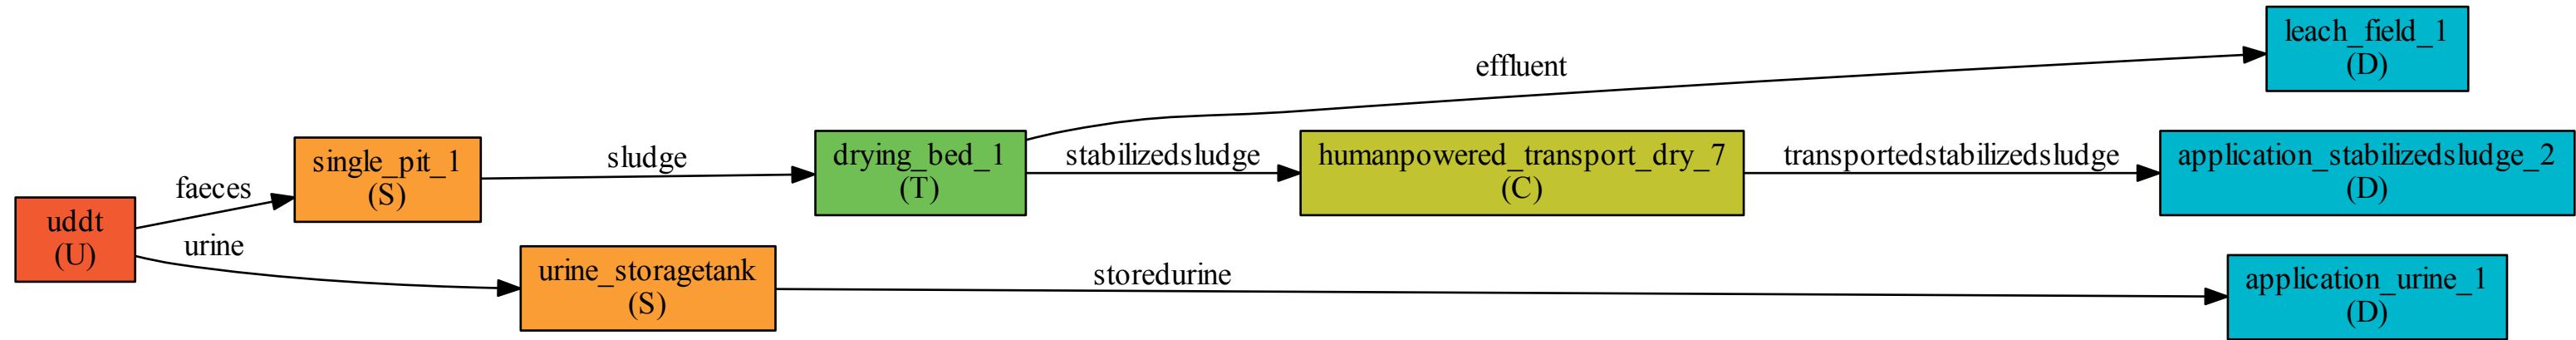 uddt
(U)
faeces
urine
single_pit_1
(S)
urine_storagetank
(S)
sludge
drying_bed_1
(T)
effluent
stabilizedsludge
storedurine
humanpowered_transport_dry_7
(C)
transportedstabilizedsludge
leach_field_1
(D)
application_stabilizedsludge_2
(D)
application_urine_1
(D)